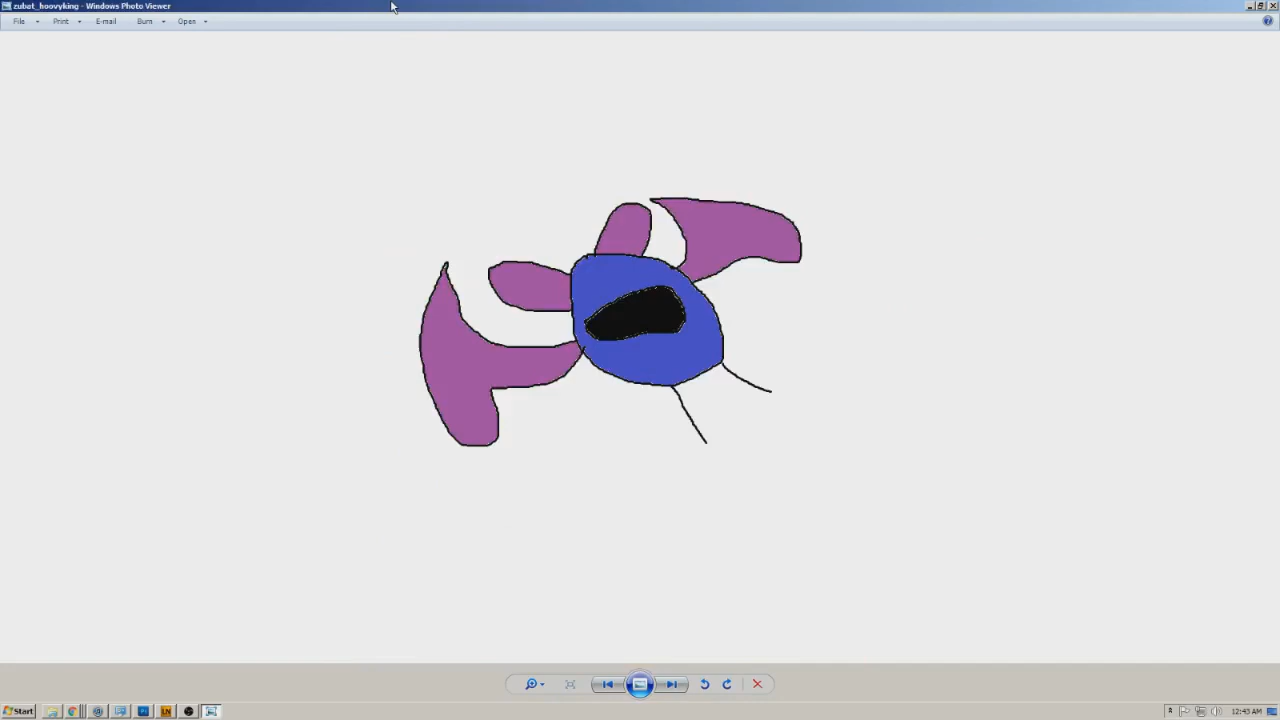 zubat_hoovyking - Windows Photo Viewer
File Print E-mail Burn Open
Start 12:43 AM